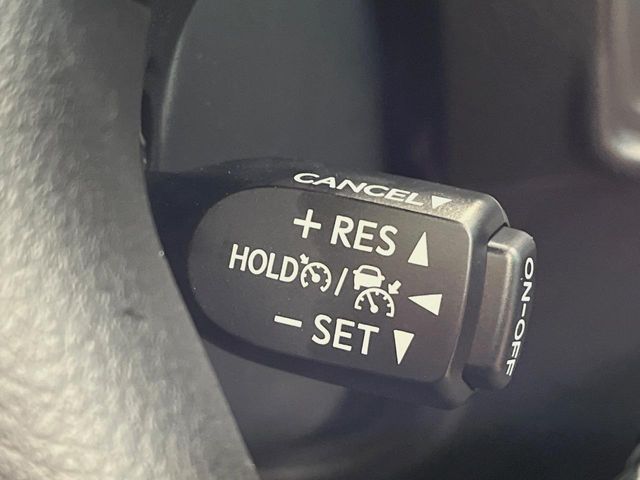 CANCEL▼
+ RES ▲
HOLD / ◀
− SET ▼
ON-OFF